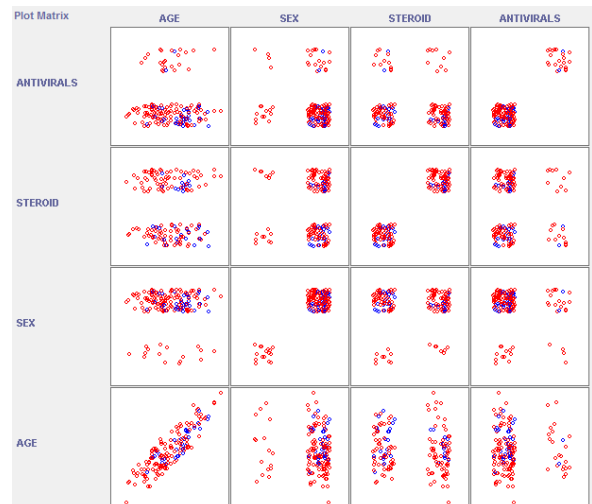 Plot Matrix AGE SEX STEROID ANTIVIRALS
ANTIVIRALS
STEROID
SEX
AGE